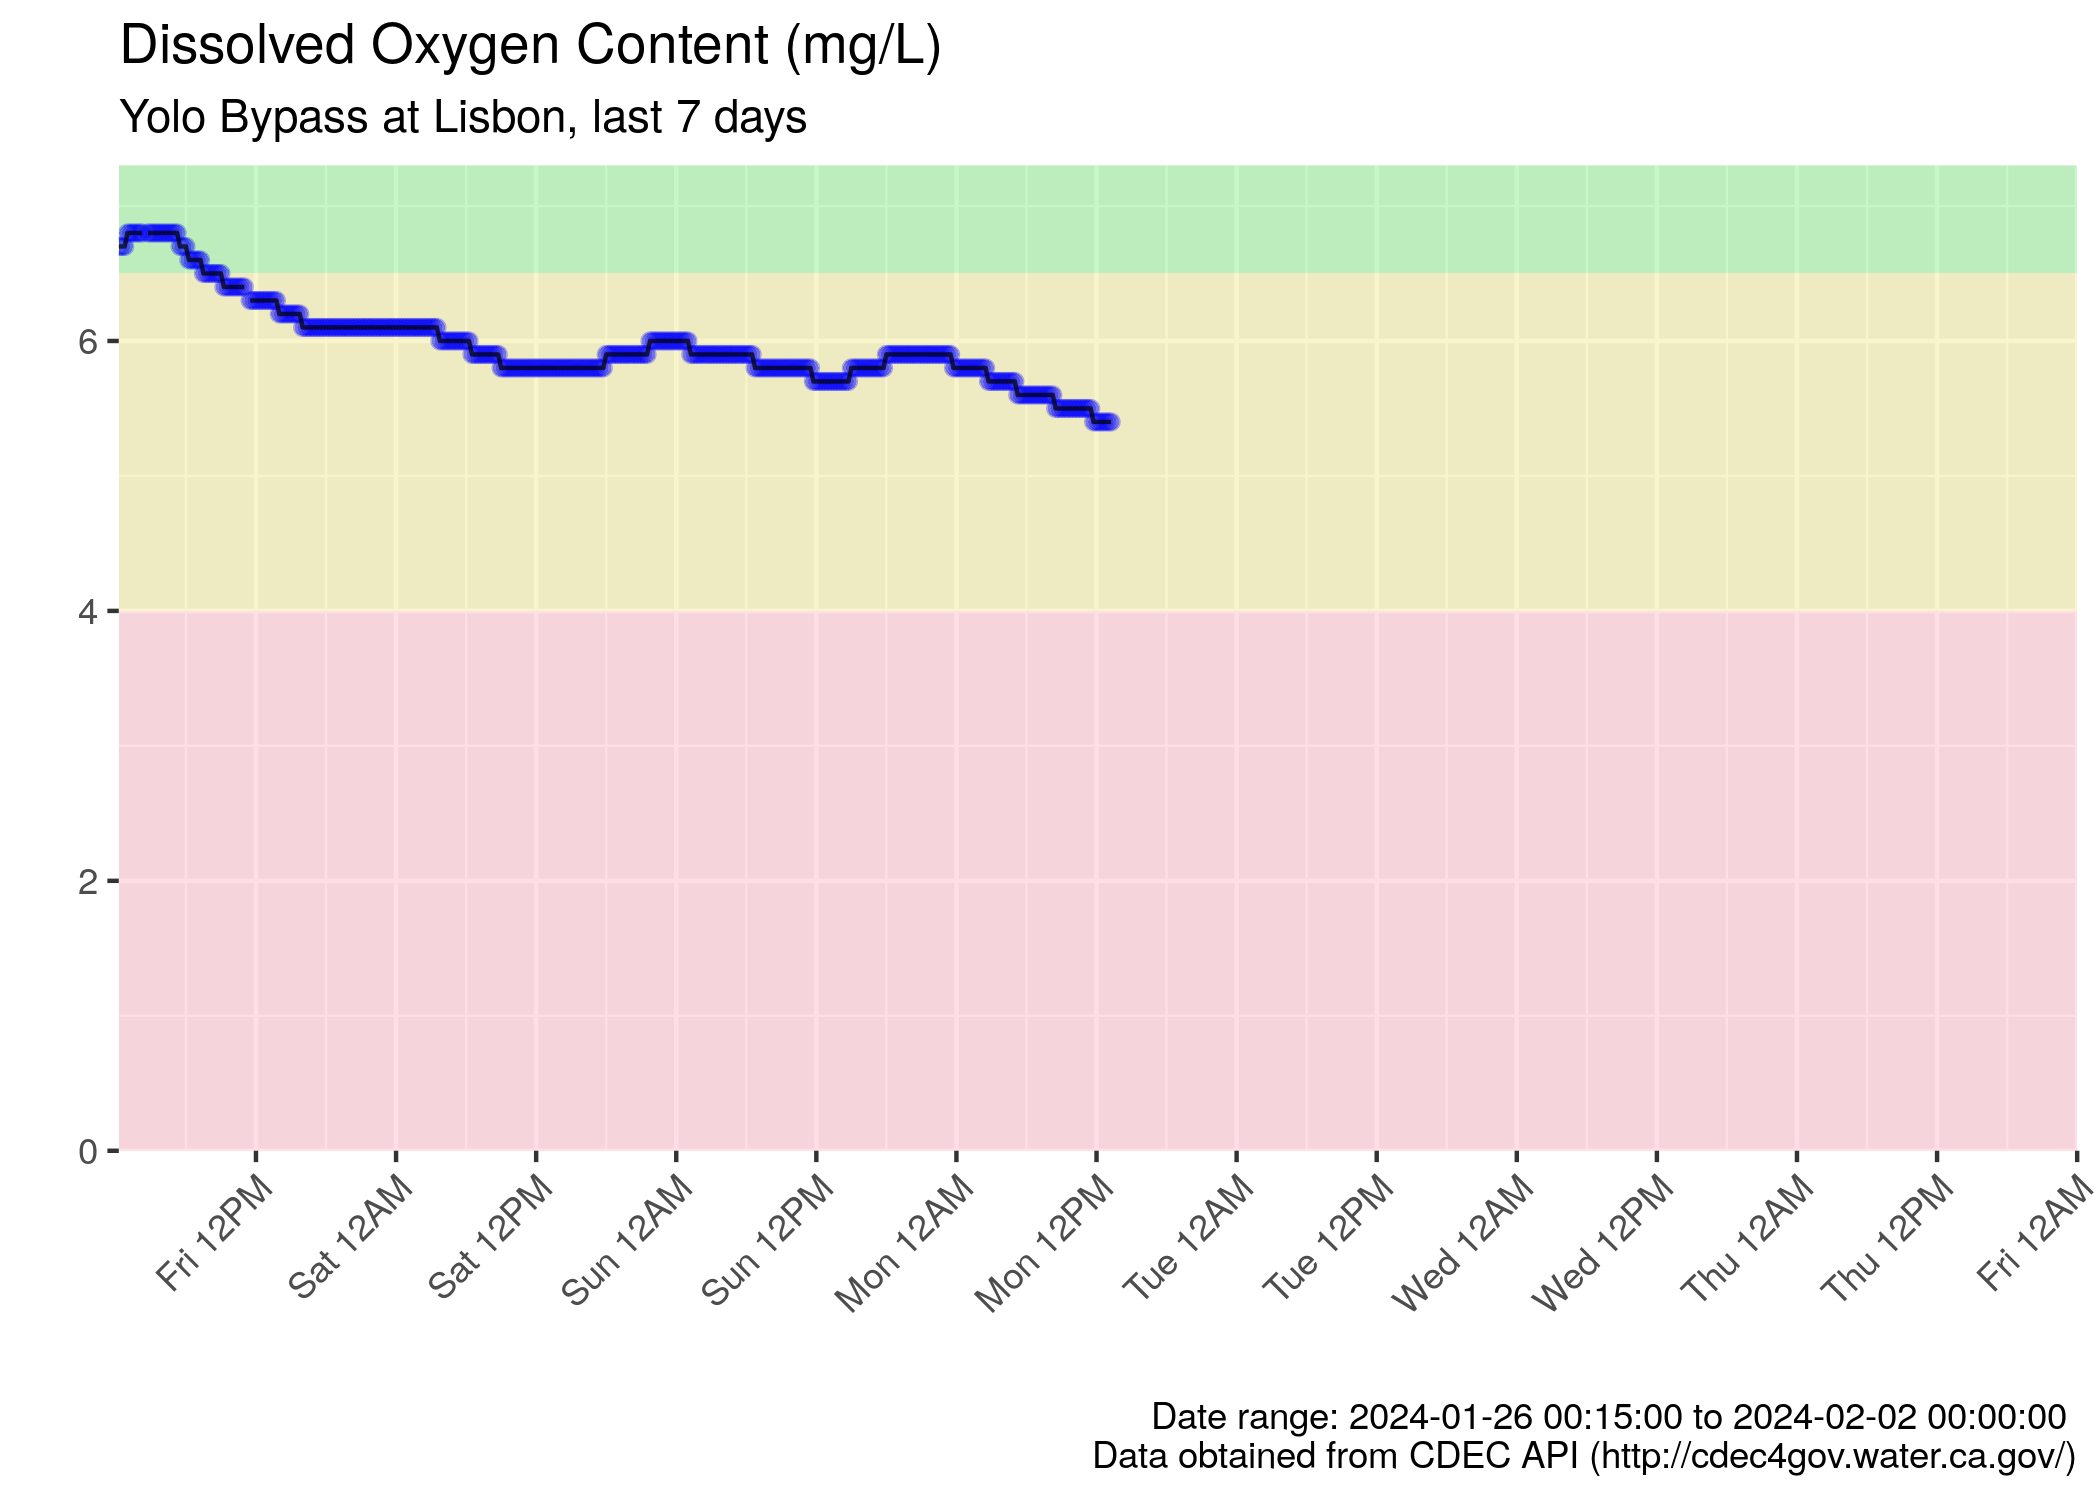 Dissolved Oxygen Content (mg/L)
Yolo Bypass at Lisbon, last 7 days
6
4
2
0
Fri 12PM
Sat 12AM
Sat 12PM
Sun 12AM
Sun 12PM
Mon 12AM
Mon 12PM
Tue 12AM
Tue 12PM
Wed 12AM
Wed 12PM
Thu 12AM
Thu 12PM
Fri 12AM
Date range: 2024-01-26 00:15:00 to 2024-02-02 00:00:00
Data obtained from CDEC API (http://cdec4gov.water.ca.gov/)